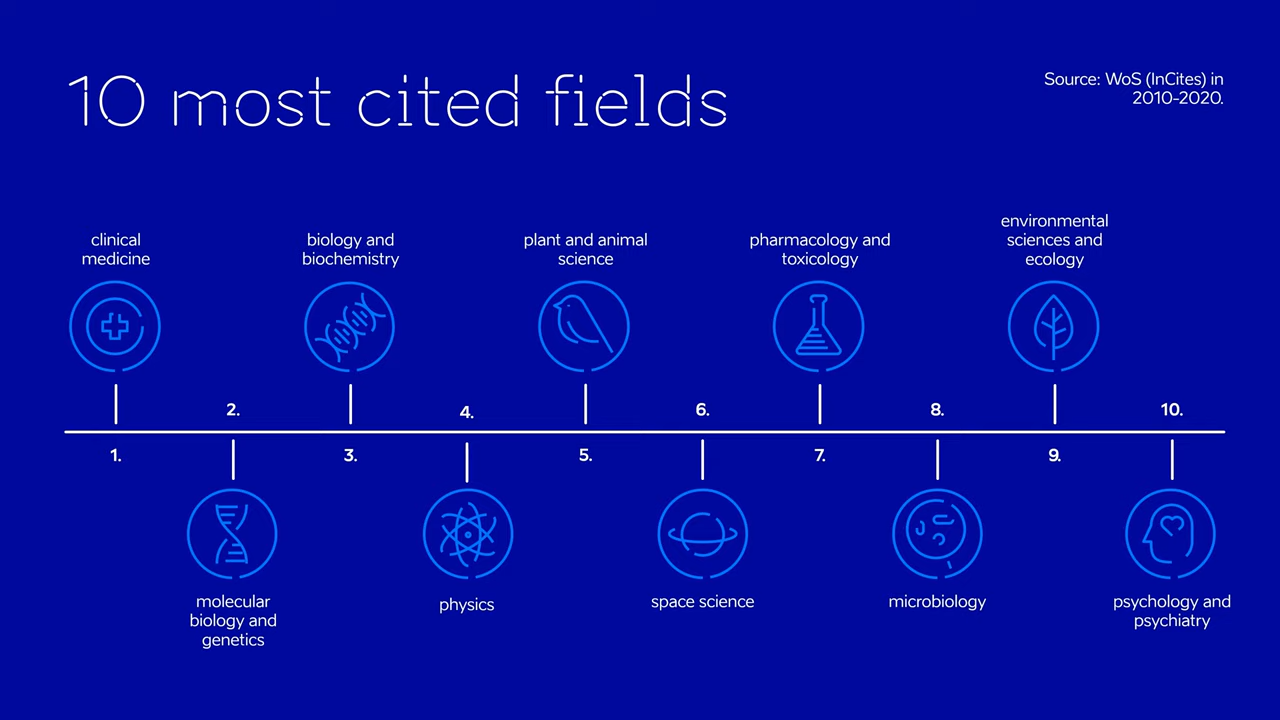 10 most cited fields
Source: WoS (InCites) in
2010-2020.
clinical
medicine
1.
2.
molecular
biology and
genetics
biology and
biochemistry
3.
4.
physics
plant and animal
science
5.
6.
space science
pharmacology and
toxicology
7.
8.
microbiology
environmental
sciences and
ecology
9.
10.
psychology and
psychiatry